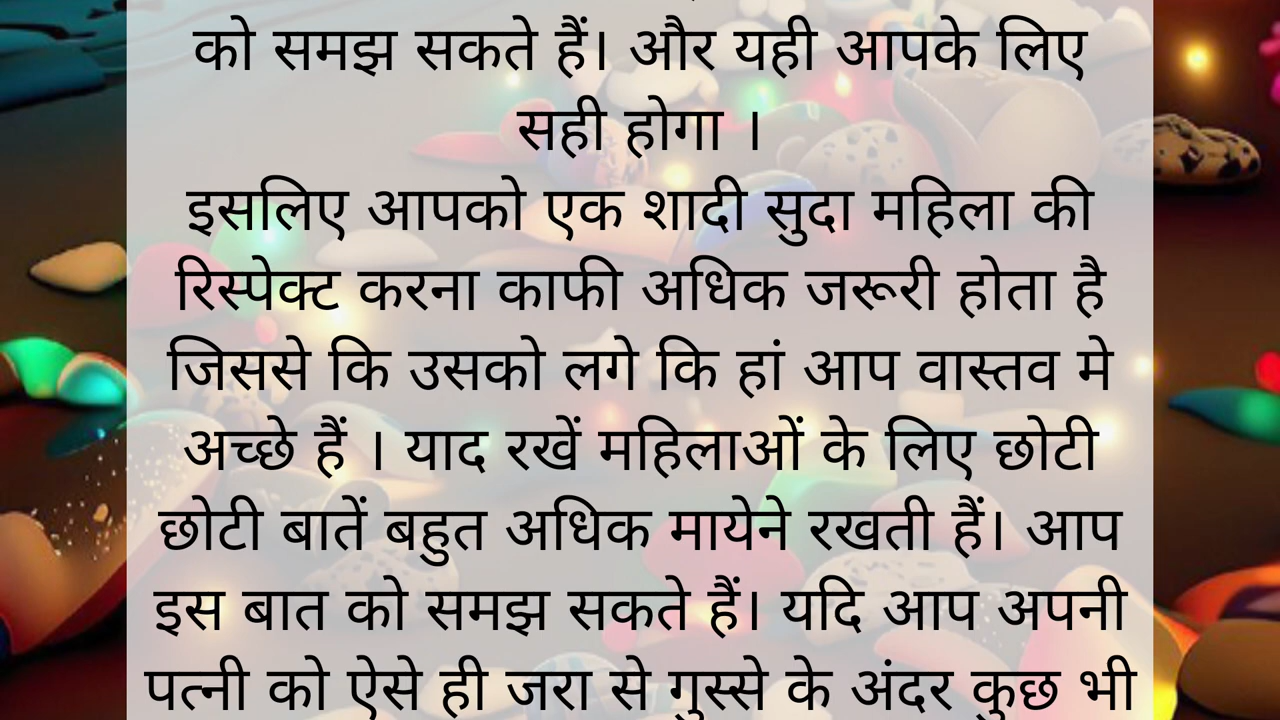 को समझ सकते हैं। और यही आपके लिए
सही होगा ।
इसलिए आपको एक शादी सुदा महिला की
रिस्पेक्ट करना काफी अधिक जरूरी होता है
जिससे कि उसको लगे कि हां आप वास्तव मे
अच्छे हैं । याद रखें महिलाओं के लिए छोटी
छोटी बातें बहुत अधिक मायेने रखती हैं। आप
इस बात को समझ सकते हैं। यदि आप अपनी
पत्नी को ऐसे ही जरा से गुस्से के अंदर कुछ भी